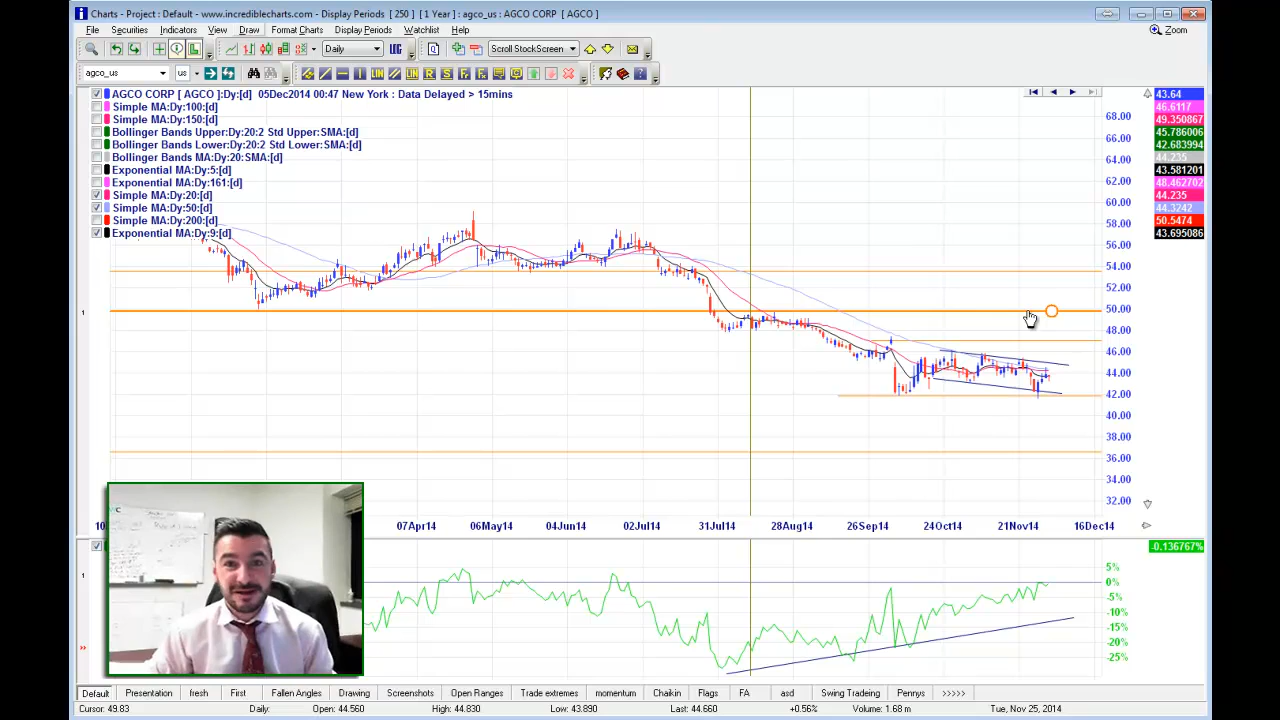 Charts - Project : Default - www.incrediblecharts.com - Display Periods [ 250 ] [ 1 Year ] : agco_us : AGCO CORP [ AGCO ]
File Securities Indicators View Draw Format Charts Display Periods Watchlist Help Zoom
Daily Scroll StockScreen
agco_us us LIN LIN R S
AGCO CORP [ AGCO ]:Dy:[d] 05Dec2014 00:47 New York : Data Delayed > 15mins
Simple MA:Dy:100:[d]
Simple MA:Dy:150:[d]
Bollinger Bands Upper:Dy:20:2 Std Upper:SMA:[d]
Bollinger Bands Lower:Dy:20:2 Std Lower:SMA:[d]
Bollinger Bands MA:Dy:20:SMA:[d]
Exponential MA:Dy:5:[d]
Exponential MA:Dy:161:[d]
Simple MA:Dy:20:[d]
Simple MA:Dy:50:[d]
Simple MA:Dy:200:[d]
Exponential MA:Dy:9:[d]
43.64
46.6117
49.350867
45.786006
42.683994
44.235
43.581201
48.462702
44.235
44.3242
50.5474
43.695086
68.00
66.00
64.00
62.00
60.00
58.00
56.00
54.00
52.00
50.00
48.00
46.00
44.00
42.00
40.00
38.00
36.00
34.00
32.00
1
07Apr14 06May14 04Jun14 02Jul14 31Jul14 28Aug14 26Sep14 24Oct14 21Nov14 16Dec14
-0.136767%
1
5%
0%
-5%
-10%
-15%
-20%
-25%
>>
Default Presentation fresh First Fallen Angles Drawing Screenshots Open Ranges Trade extremes momentum Chaikin Flags FA asd Swing Trading Pennys >>>>>
Cursor: 49.83 Daily: Open: 44.560 High: 44.830 Low: 43.890 Last: 44.660 +0.56% Volume: 1.68 m Tue, Nov 25, 2014